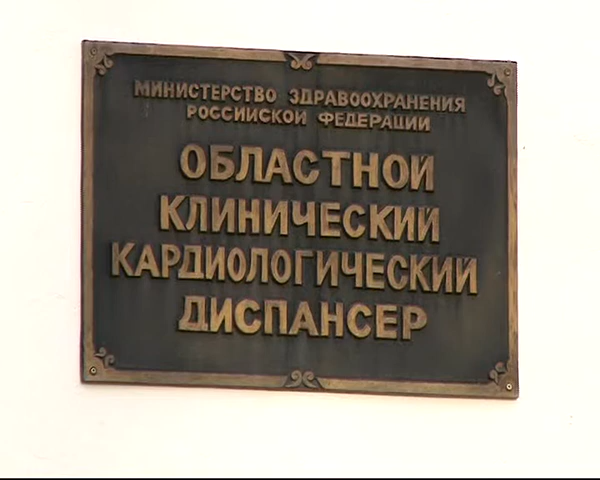 МИНИСТЕРСТВО ЗДРАВООХРАНЕНИЯ
РОССИЙСКОЙ ФЕДЕРАЦИИ
ОБЛАСТНОЙ
КЛИНИЧЕСКИЙ
КАРДИОЛОГИЧЕСКИЙ
ДИСПАНСЕР